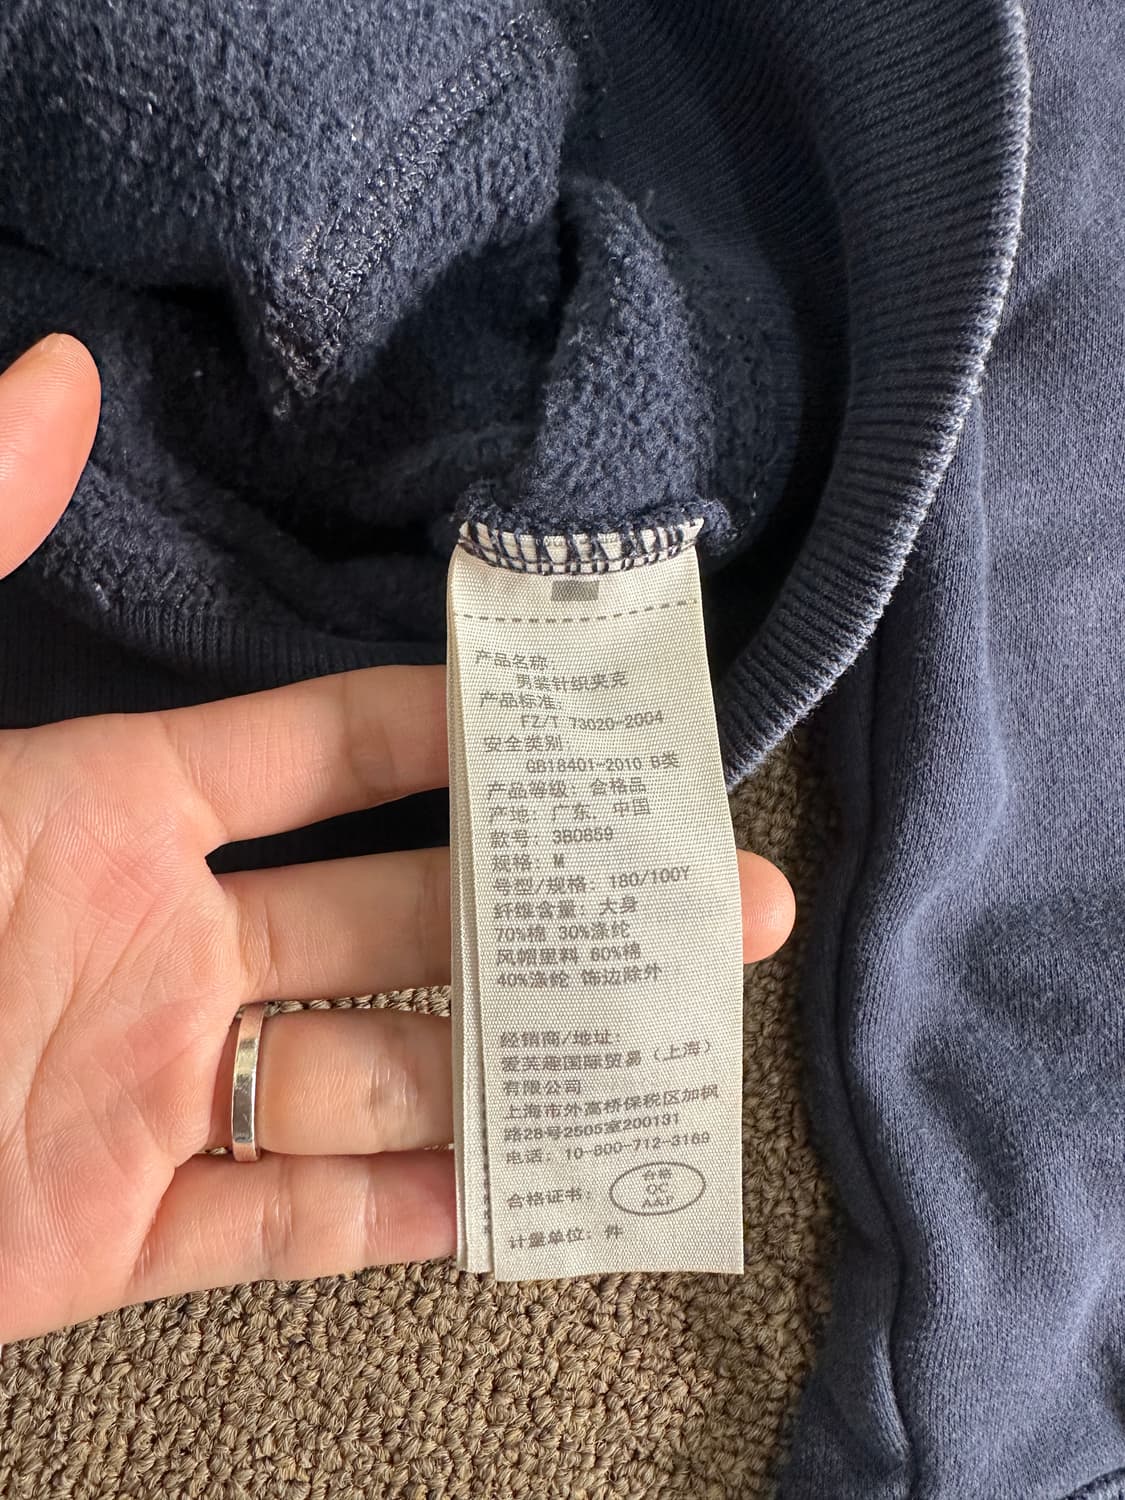 产品名称:
男装针织夹克
产品标准:
FZ/T 73020-2004
安全类别:
GB18401-2010 B类
产品等级: 合格品
产地: 广东. 中国
款号: 3B0859
规格: M
号型/规格: 180/100Y
纤维含量: 大身
70%棉 30%涤纶
风帽里料 60%棉
40%涤纶 饰边除外
经销商/地址:
爱芙趣国际贸易（上海）
有限公司
上海市外高桥保税区加枫
路28号2505室200131
电话: 10-800-712-3169
合格证书:
合格
QC
计量单位: 件